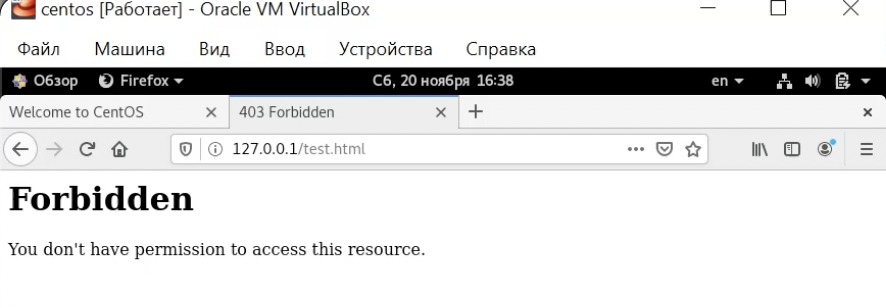 centos [Работает] - Oracle VM VirtualBox
Файл Машина Вид Ввод Устройства Справка
Обзор Firefox Сб, 20 ноября 16:38 en
Welcome to CentOS 403 Forbidden
127.0.0.1/test.html
Forbidden
You don't have permission to access this resource.